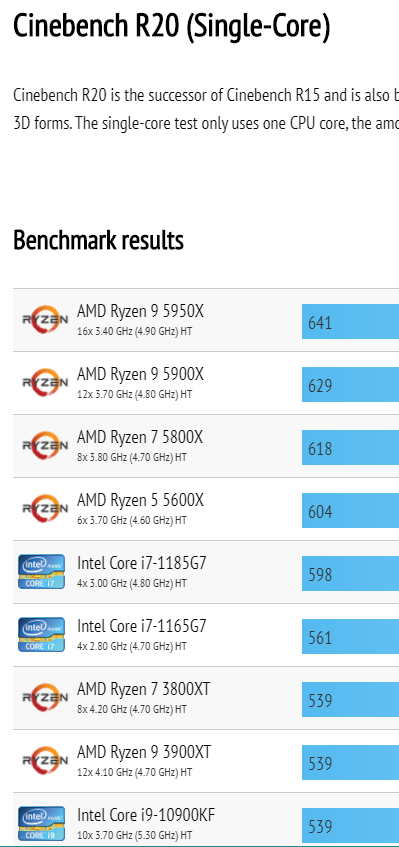 Cinebench R20 (Single-Core)
Cinebench R20 is the successor of Cinebench R15 and is also b
3D forms. The single-core test only uses one CPU core, the amo
Benchmark results
RYZEN AMD Ryzen 9 5950X 641
16x 3.40 GHz (4.90 GHz) HT
RYZEN AMD Ryzen 9 5900X 629
12x 3.70 GHz (4.80 GHz) HT
RYZEN AMD Ryzen 7 5800X 618
8x 3.80 GHz (4.70 GHz) HT
RYZEN AMD Ryzen 5 5600X 604
6x 3.70 GHz (4.60 GHz) HT
intel inside CORE i7 Intel Core i7-1185G7 598
4x 3.00 GHz (4.80 GHz) HT
intel inside CORE i7 Intel Core i7-1165G7 561
4x 2.80 GHz (4.70 GHz) HT
RYZEN AMD Ryzen 7 3800XT 539
8x 4.20 GHz (4.70 GHz) HT
RYZEN AMD Ryzen 9 3900XT 539
12x 4.10 GHz (4.70 GHz) HT
intel inside CORE i9 Intel Core i9-10900KF 539
10x 3.70 GHz (5.30 GHz) HT